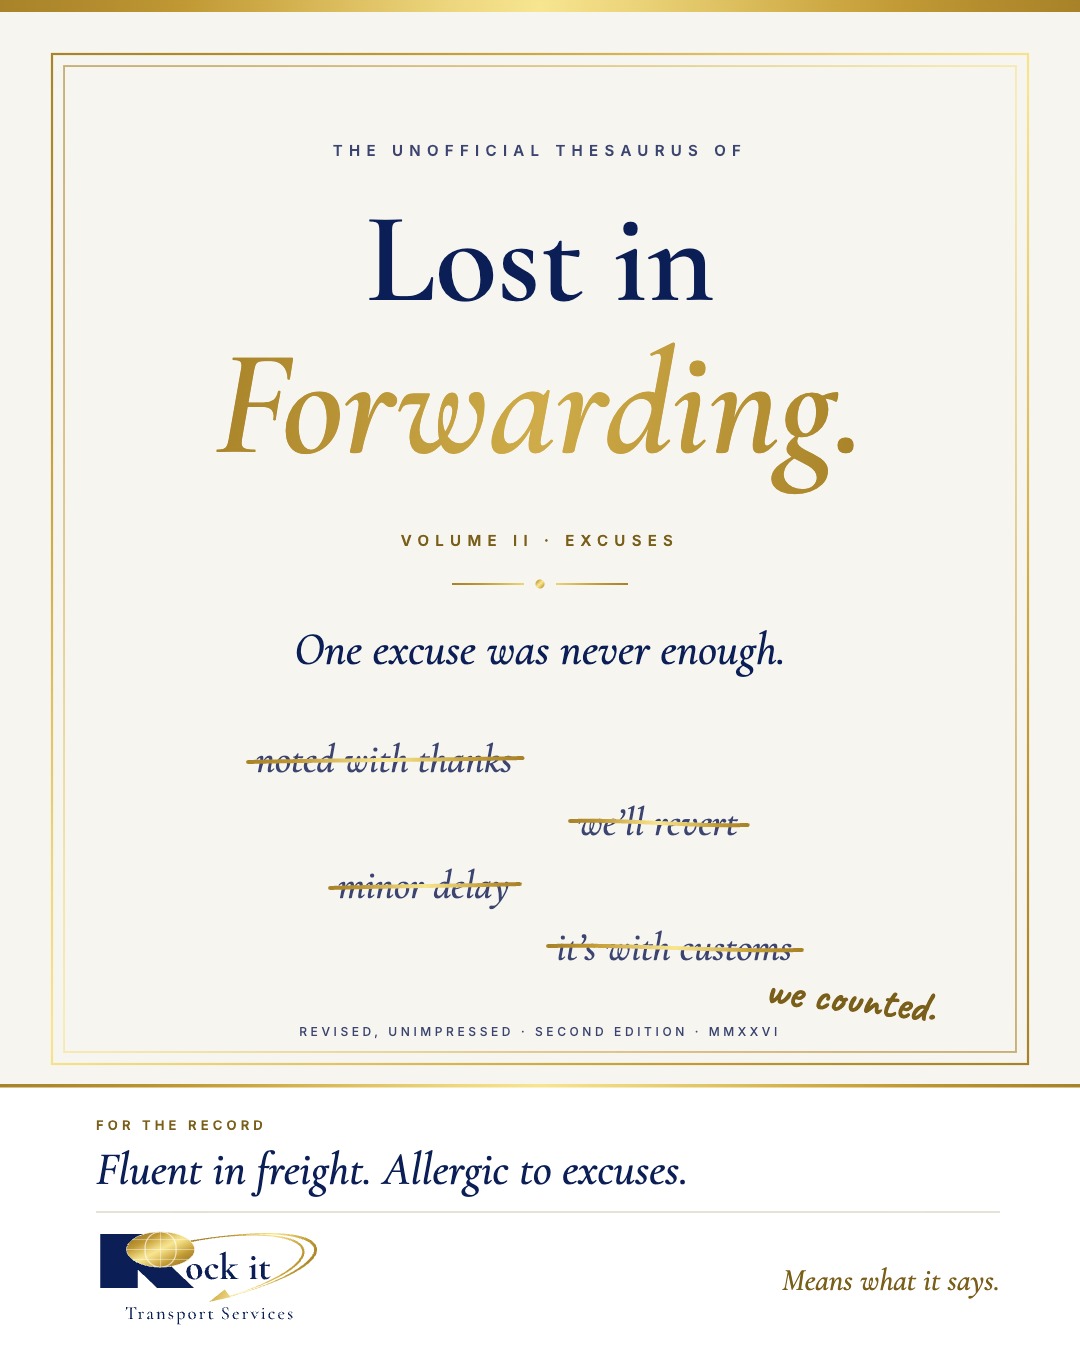 THE UNOFFICIAL THESAURUS OF
Lost in
Forwarding.
VOLUME II · EXCUSES
One excuse was never enough.
noted with thanks
we’ll revert
minor delay
it’s with customs
we counted.
REVISED, UNIMPRESSED · SECOND EDITION · MMXXVI
FOR THE RECORD
Fluent in freight. Allergic to excuses.
Rock it
Transport Services
Means what it says.